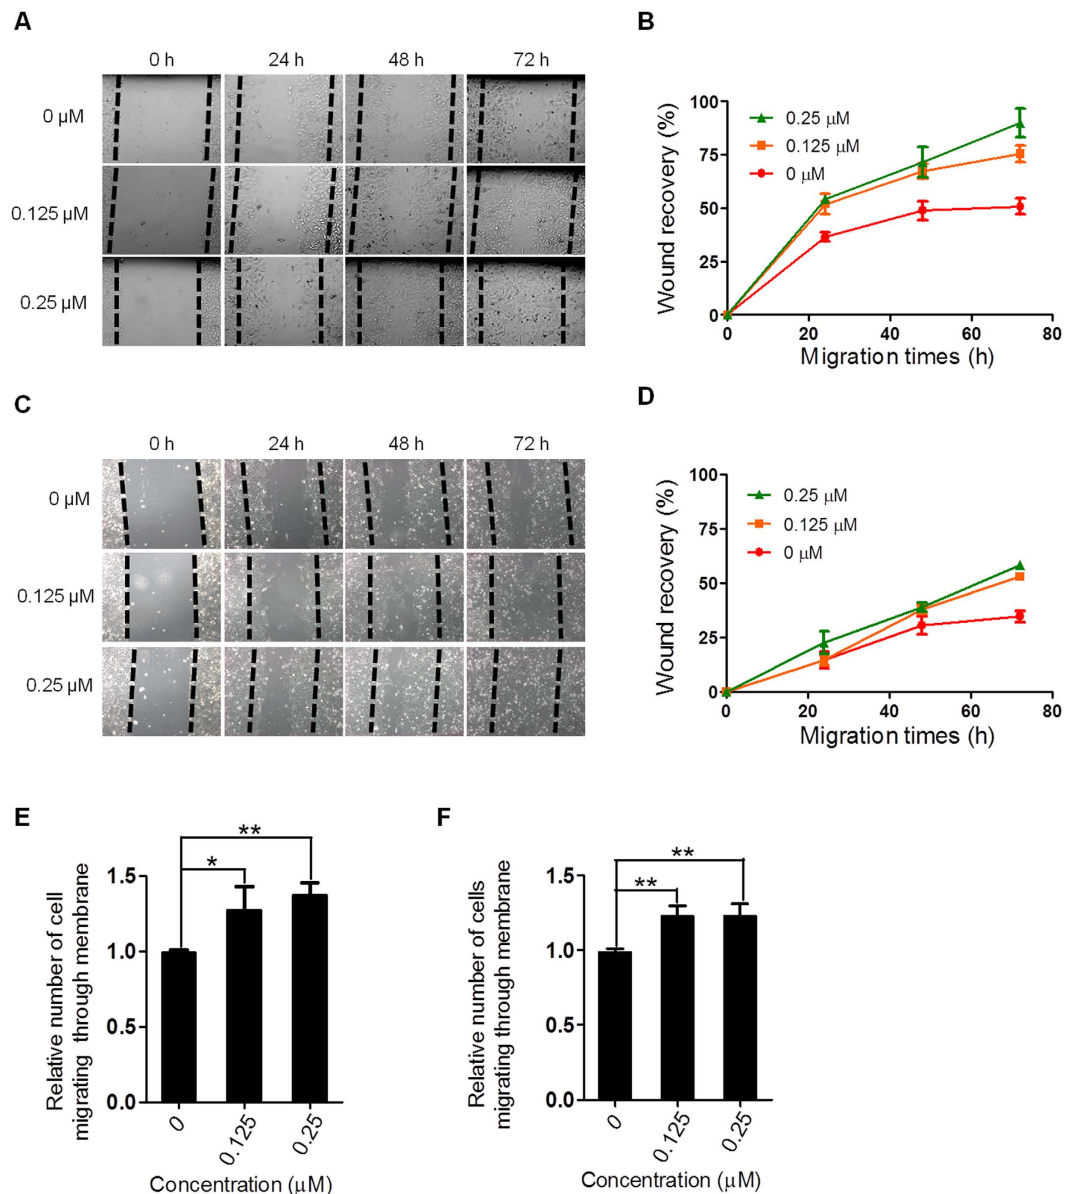 A
0 h
24 h
48 h
72 h
0 µM
0.125 µM
0.25 µM
B
Wound recovery (%)
100
75
50
25
0
0.25 µM
0.125 µM
0 µM
0
20
40
60
80
Migration times (h)
C
0 h
24 h
48 h
72 h
0 µM
0.125 µM
0.25 µM
D
Wound recovery (%)
100
75
50
25
0
0.25 µM
0.125 µM
0 µM
0
20
40
60
80
Migration times (h)
E
Relative number of cell
migrating through membrane
1.5
1.0
0.5
0.0
*
**
0
0.125
0.25
Concentration (µM)
F
Relative number of cells
migrating through membrane
1.5
1.0
0.5
0.0
**
**
0
0.125
0.25
Concentration (µM)